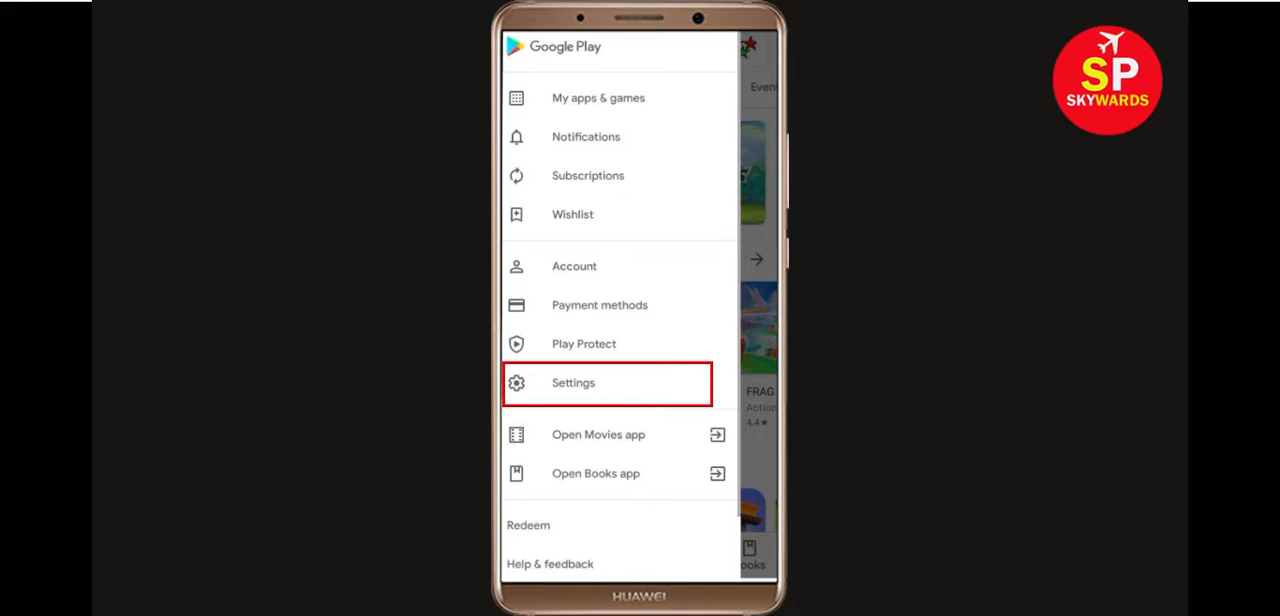 Google Play
SP
SKYWARDS
My apps & games
Even
Notifications
Subscriptions
Wishlist
Account
Payment methods
Play Protect
Settings
FRAG
Action
4.4★
Open Movies app
Open Books app
Redeem
Help & feedback
ooks
HUAWEI